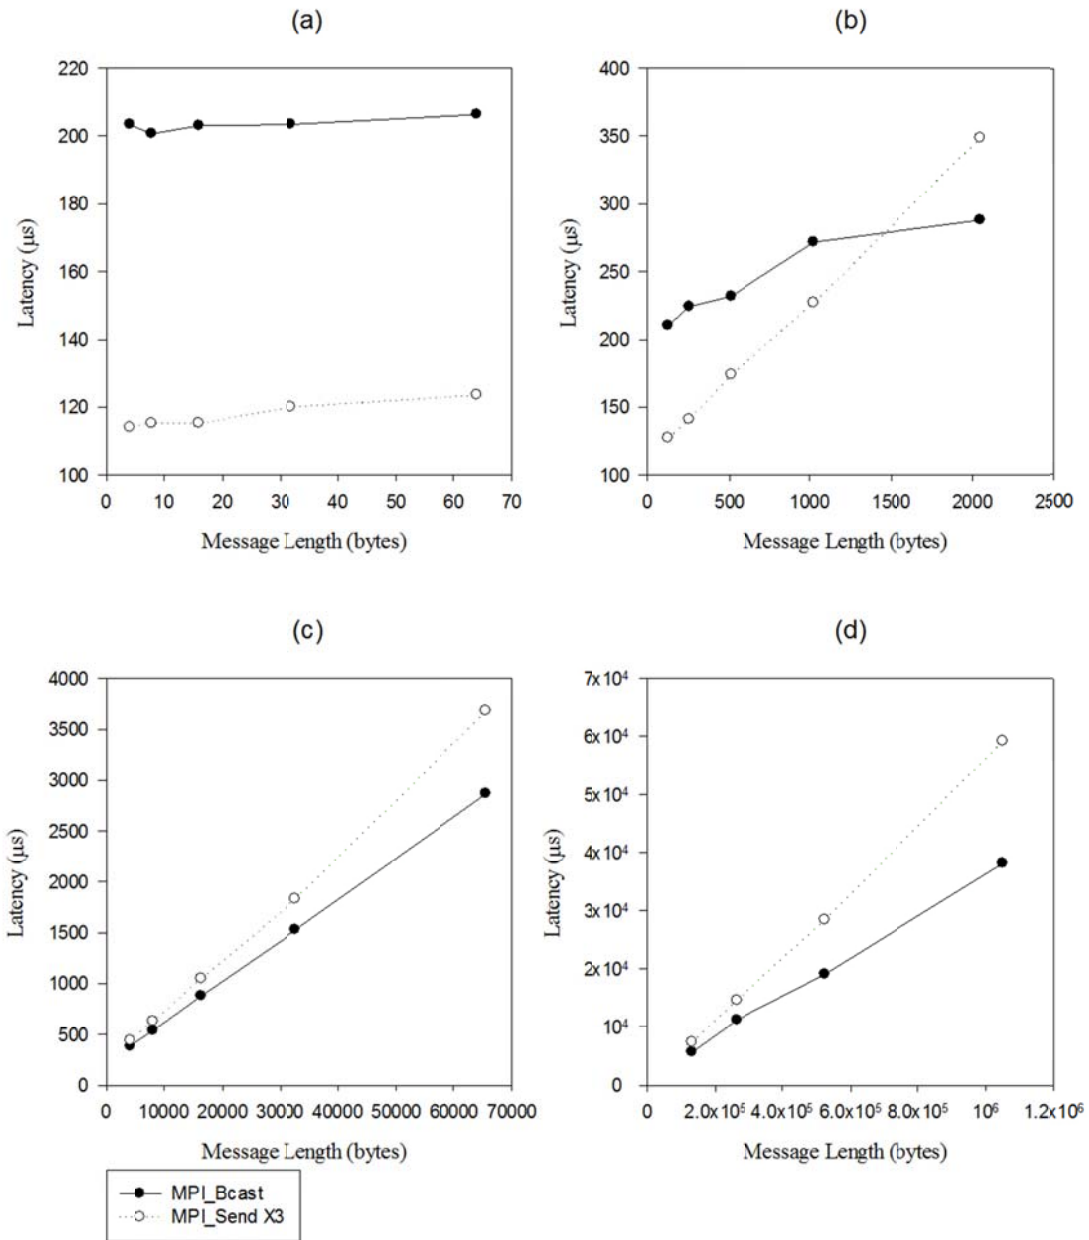 (a)
220
200
180
160
140
120
100
Latency (μs)
0 10 20 30 40 50 60 70
Message Length (bytes)
(b)
400
350
300
250
200
150
100
Latency (μs)
0 500 1000 1500 2000 2500
Message Length (bytes)
(c)
4000
3500
3000
2500
2000
1500
1000
500
0
Latency (μs)
0 10000 20000 30000 40000 50000 60000 70000
Message Length (bytes)
(d)
7x10⁴
6x10⁴
5x10⁴
4x10⁴
3x10⁴
2x10⁴
10⁴
0
Latency (μs)
0 2.0x10⁵ 4.0x10⁵ 6.0x10⁵ 8.0x10⁵ 10⁶ 1.2x10⁶
Message Length (bytes)
MPI_Bcast
MPI_Send X3